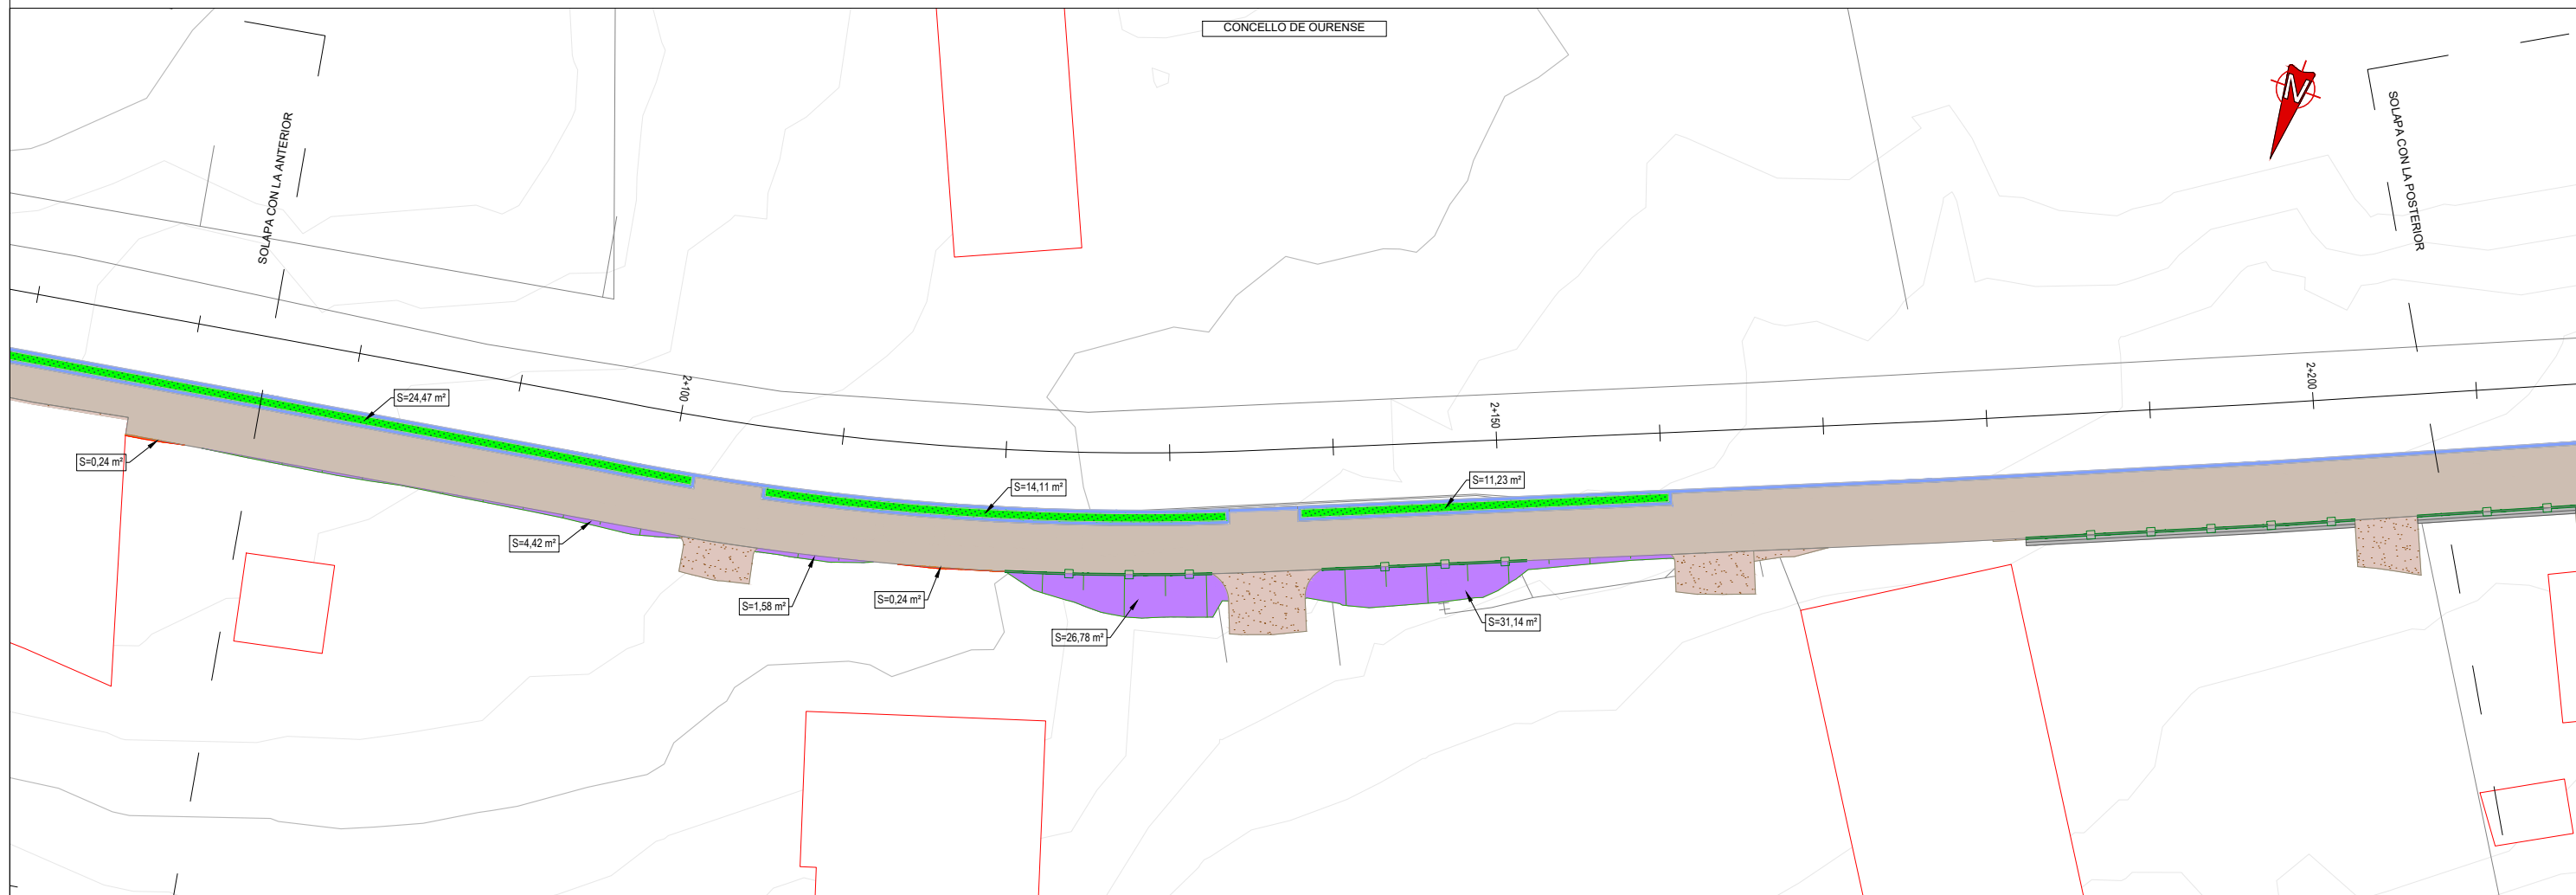 CONCELLO DE OURENSE
N
SOLAPA CON LA ANTERIOR
SOLAPA CON LA POSTERIOR
2+100
2+150
2+200
S=24,47 m²
S=0,24 m²
S=14,11 m²
S=11,23 m²
S=4,42 m²
S=1,58 m²
S=0,24 m²
S=26,78 m²
S=31,14 m²